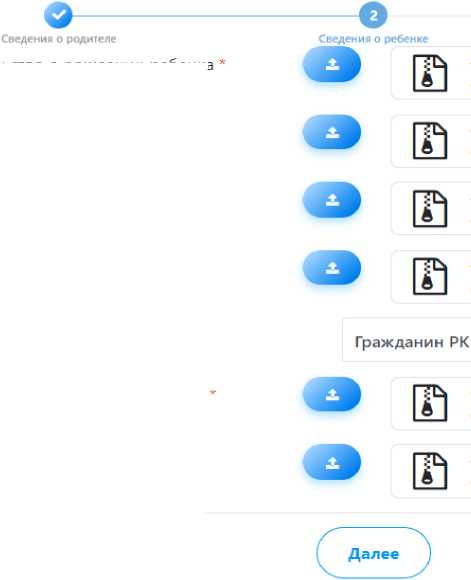 2
Сведения о родителе
Сведения о ребенке
*
Гражданин РК
*
Далее